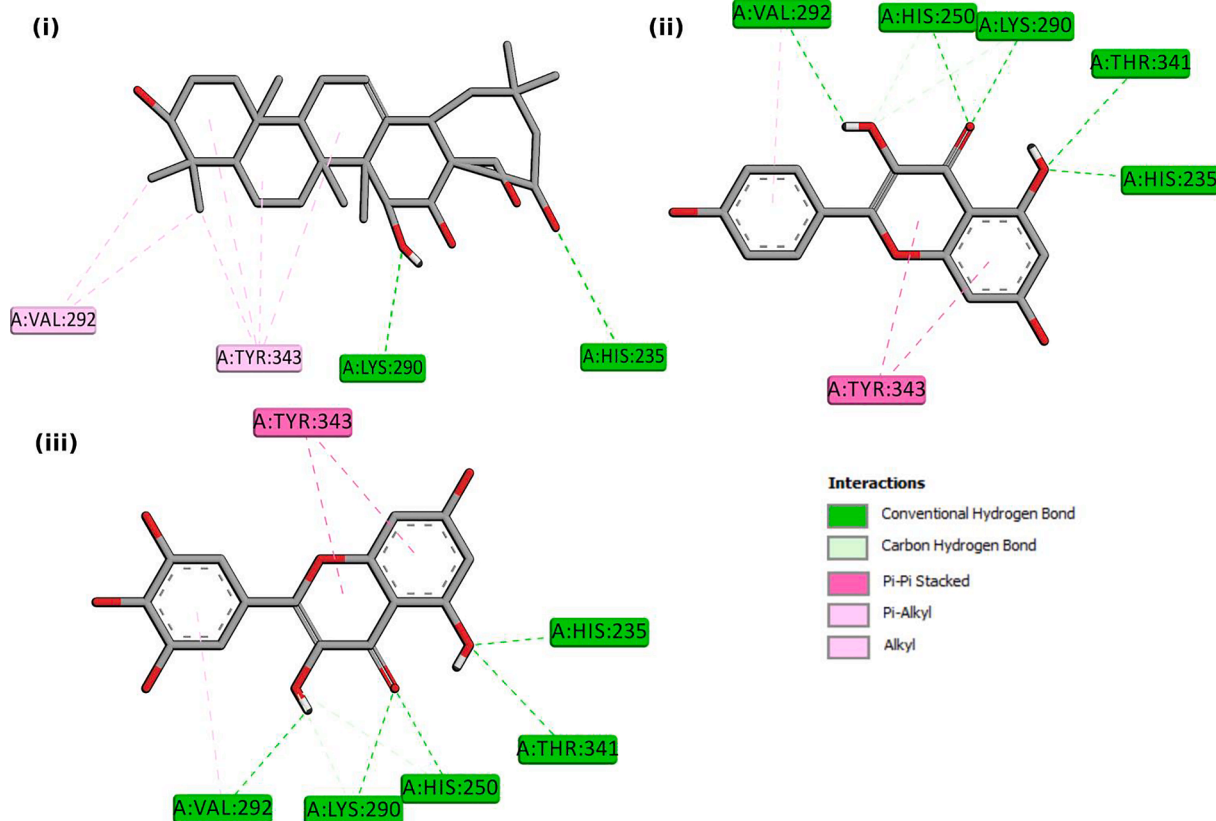 (i)
A:VAL:292
A:TYR:343
A:LYS:290
A:HIS:235
(ii)
A:VAL:292
A:HIS:250
A:LYS:290
A:THR:341
A:HIS:235
A:TYR:343
(iii)
A:TYR:343
A:HIS:235
A:THR:341
A:HIS:250
A:LYS:290
A:VAL:292
Interactions
Conventional Hydrogen Bond
Carbon Hydrogen Bond
Pi-Pi Stacked
Pi-Alkyl
Alkyl